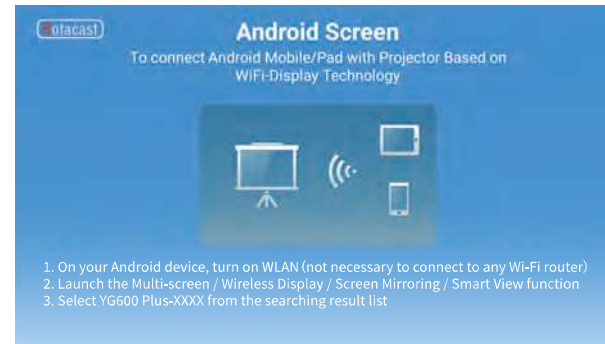 Rotacast
Android Screen
To connect Android Mobile/Pad with Projector Based on
WiFi-Display Technology
1. On your Android device, turn on WLAN (not necessary to connect to any Wi-Fi router)
2. Launch the Multi-screen / Wireless Display / Screen Mirroring / Smart View function
3. Select YG600 Plus-XXXX from the searching result list